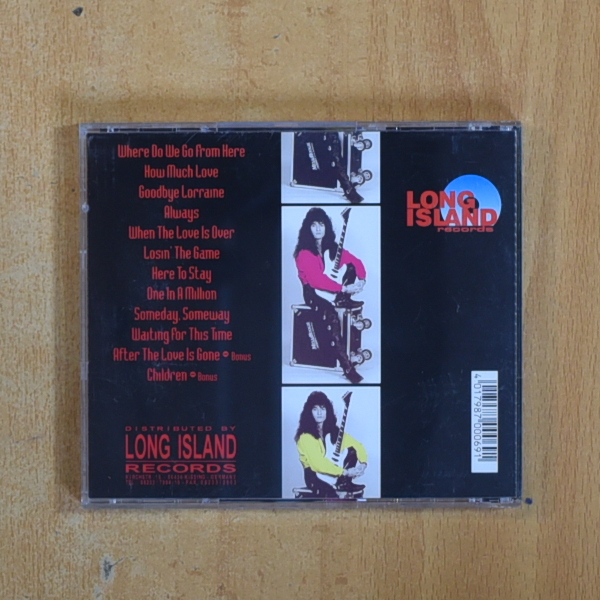 Where Do We Go From Here
How Much Love
Goodbye Lorraine
Always
When The Love Is Over
Losin' The Game
Here To Stay
One In A Million
Someday, Someway
Waiting For This Time
After The Love Is Gone - Bonus
Children - Bonus
DISTRIBUTED BY
LONG ISLAND
RECORDS
LONG
ISLAND
records
4017987000691